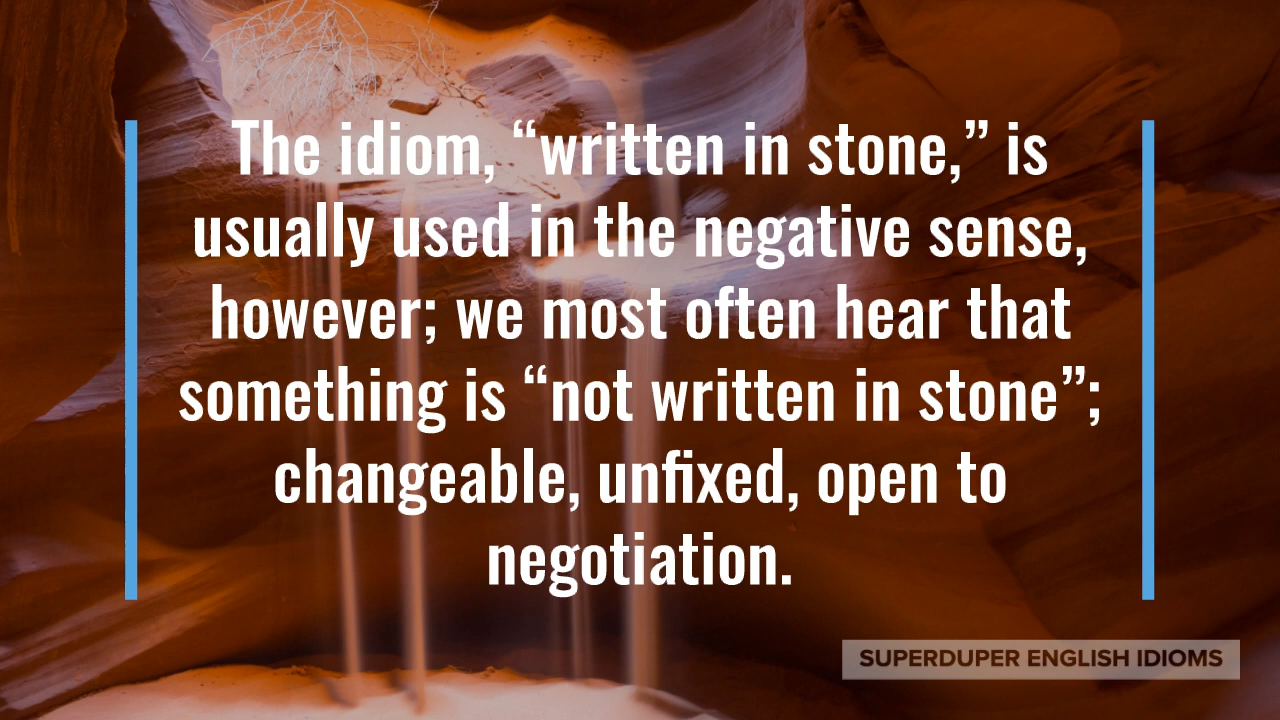 The idiom, “written in stone,” is
usually used in the negative sense,
however; we most often hear that
something is “not written in stone”;
changeable, unfixed, open to
negotiation.
SUPERDUPER ENGLISH IDIOMS